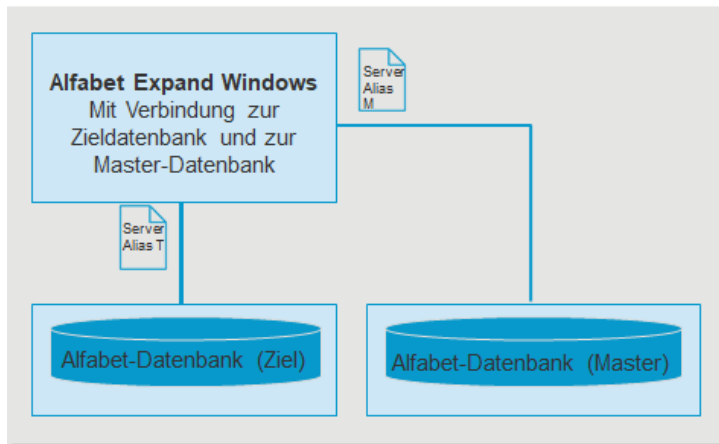 Alfabet Expand Windows
Mit Verbindung zur
Zieldatenbank und zur
Master-Datenbank
Server
Alias
M
Server
Alias T
Alfabet-Datenbank (Ziel)
Alfabet-Datenbank (Master)